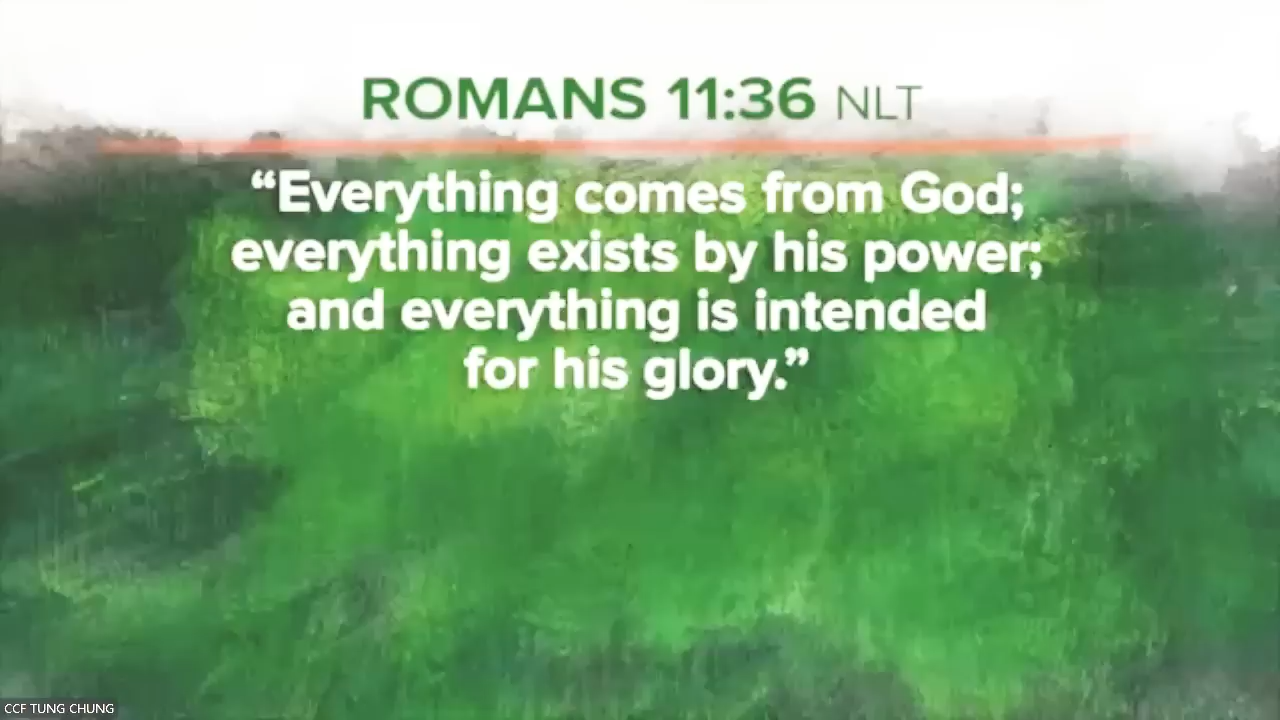 ROMANS 11:36 NLT
“Everything comes from God;
everything exists by his power;
and everything is intended
for his glory.”
CCF TUNG CHUNG